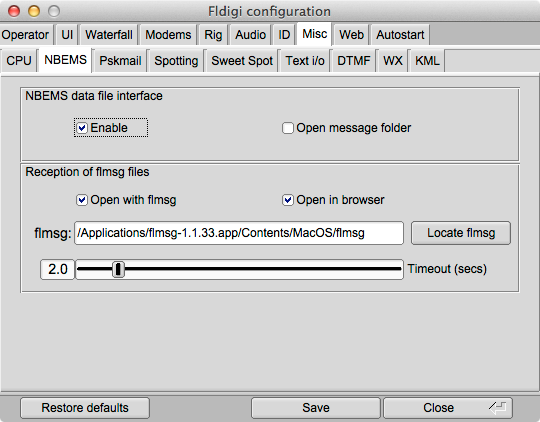 Fldigi configuration
Operator UI Waterfall Modems Rig Audio ID Misc Web Autostart
CPU NBEMS Pskmail Spotting Sweet Spot Text i/o DTMF WX KML
NBEMS data file interface
Enable Open message folder
Reception of flmsg files
Open with flmsg Open in browser
flmsg: /Applications/flmsg-1.1.33.app/Contents/MacOS/flmsg Locate flmsg
2.0 Timeout (secs)
Restore defaults Save Close